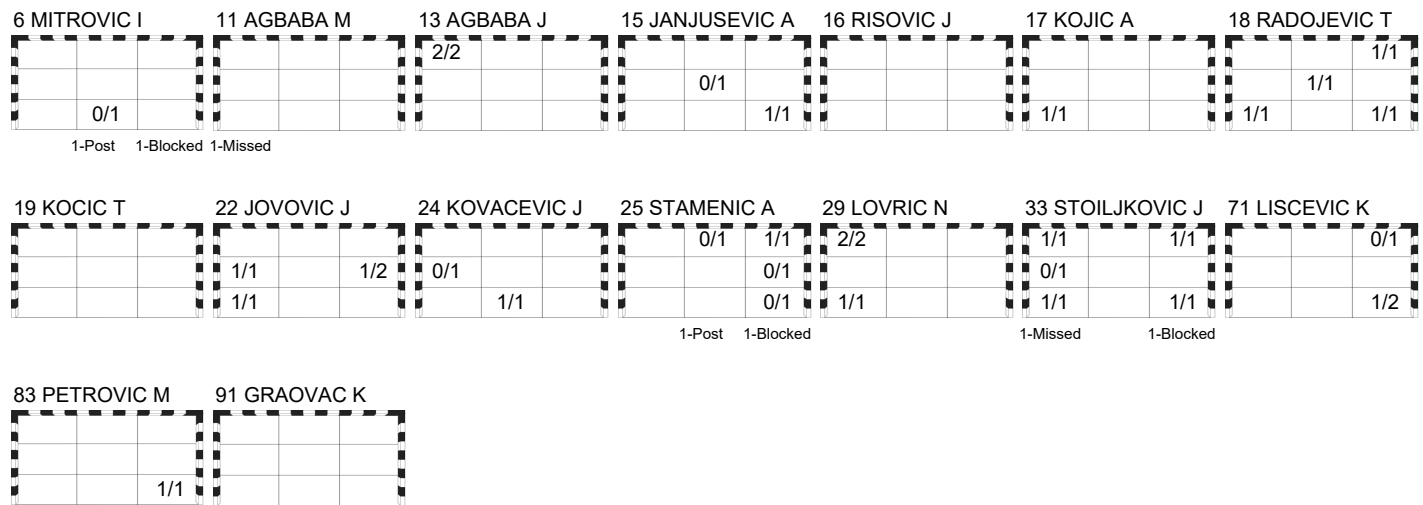 6 MITROVIC I 11 AGBABA M 13 AGBABA J 15 JANJUSEVIC A 16 RISOVIC J 17 KOJIC A 18 RADOJEVIC T
2/2 1/1
0/1 1/1
0/1 1/1 1/1 1/1 1/1
1-Post 1-Blocked 1-Missed
19 KOCIC T 22 JOVOVIC J 24 KOVACEVIC J 25 STAMENIC A 29 LOVRIC N 33 STOILJKOVIC J 71 LISCEVIC K
0/1 1/1 2/2 1/1 1/1 0/1
1/1 1/2 0/1 0/1 0/1
1/1 1/1 0/1 1/1 1/1 1/1 1/2
1-Post 1-Blocked 1-Missed 1-Blocked
83 PETROVIC M 91 GRAOVAC K
1/1